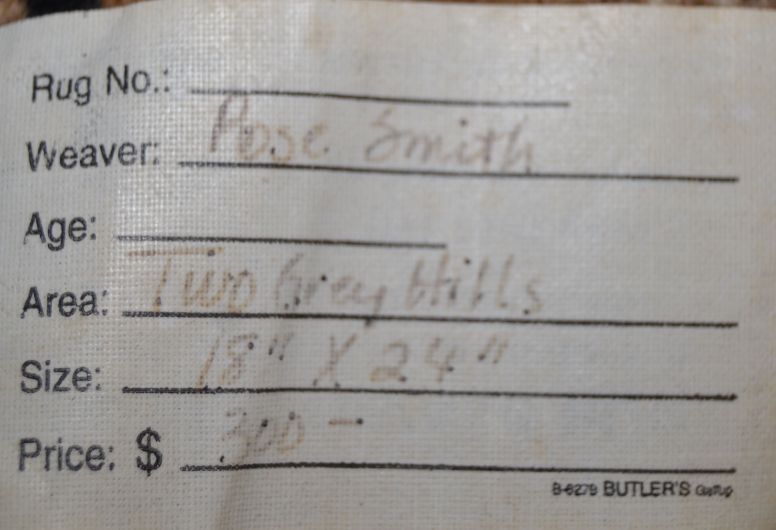 Rug No.:
Weaver: Rose Smith
Age:
Area: Two Grey Hills
Size: 18" X 24"
Price: $ 300 –
B-6279 BUTLER'S Gallup